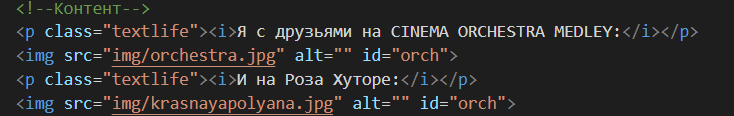 <!--Контент-->
<p class="textlife"><i>Я с друзьями на CINEMA ORCHESTRA MEDLEY:</i></p>
<img src="img/orchestra.jpg" alt="" id="orch">
<p class="textlife"><i>И на Роза Хуторе:</i></p>
<img src="img/krasnayapolyana.jpg" alt="" id="orch">